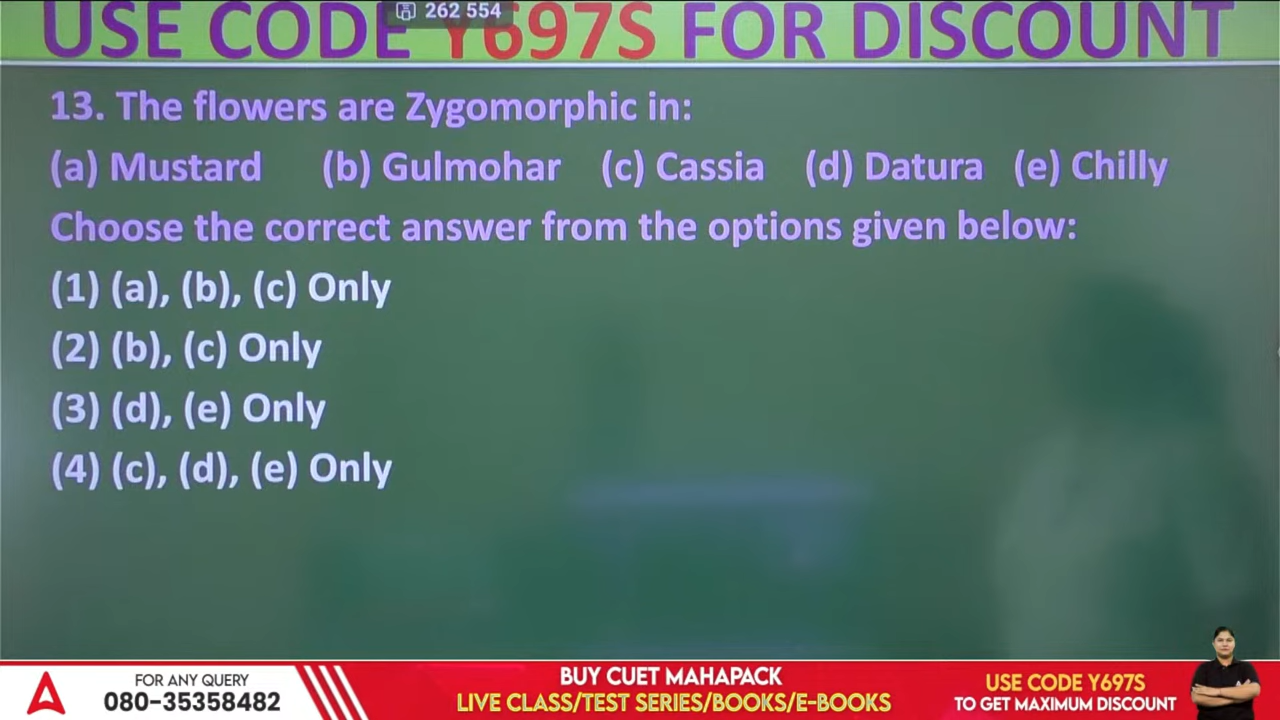 USE CODE Y697S FOR DISCOUNT
262 554
13. The flowers are Zygomorphic in:
(a) Mustard (b) Gulmohar (c) Cassia (d) Datura (e) Chilly
Choose the correct answer from the options given below:
(1) (a), (b), (c) Only
(2) (b), (c) Only
(3) (d), (e) Only
(4) (c), (d), (e) Only
FOR ANY QUERY
080-35358482
BUY CUET MAHAPACK
LIVE CLASS/TEST SERIES/BOOKS/E-BOOKS
USE CODE Y697S
TO GET MAXIMUM DISCOUNT